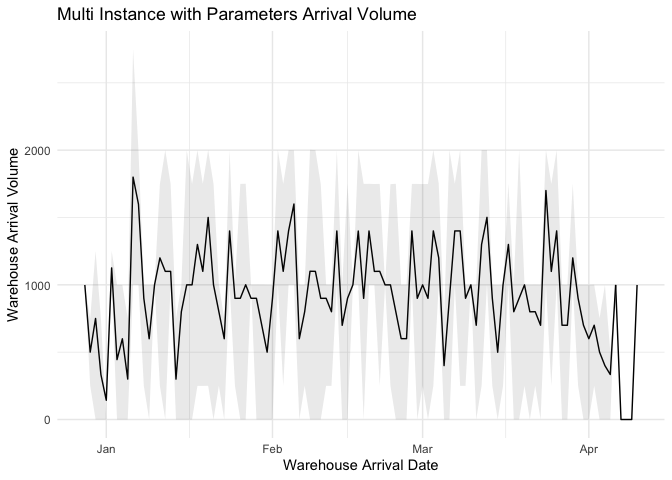 Multi Instance with Parameters Arrival Volume
Warehouse Arrival Volume
2000
1000
0
Jan
Feb
Mar
Apr
Warehouse Arrival Date